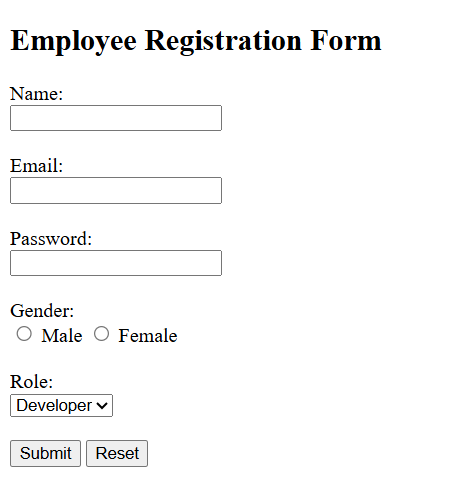 Employee Registration Form
Name:
Email:
Password:
Gender:
Male Female
Role:
Developer
Submit Reset